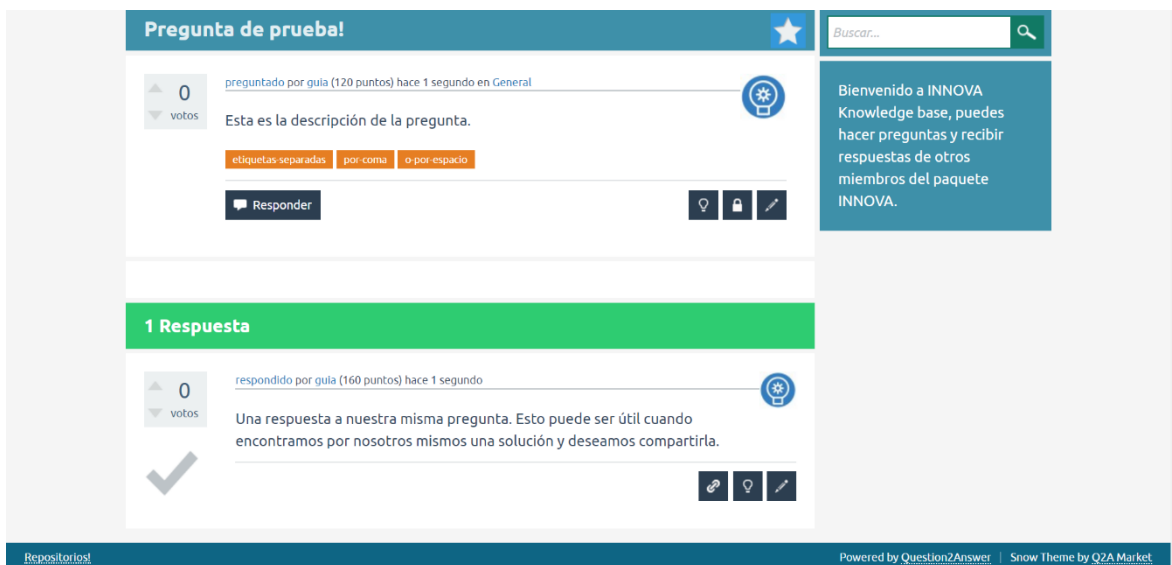 Pregunta de prueba!
0
votos
preguntado por guia (120 puntos) hace 1 segundo en General
Esta es la descripción de la pregunta.
etiquetas-separadas por-coma o-por-espacio
Responder
1 Respuesta
0
votos
respondido por guia (160 puntos) hace 1 segundo
Una respuesta a nuestra misma pregunta. Esto puede ser útil cuando
encontramos por nosotros mismos una solución y deseamos compartirla.
Buscar...
Bienvenido a INNOVA
Knowledge base, puedes
hacer preguntas y recibir
respuestas de otros
miembros del paquete
INNOVA.
Repositorios!
Powered by Question2Answer | Snow Theme by Q2A Market